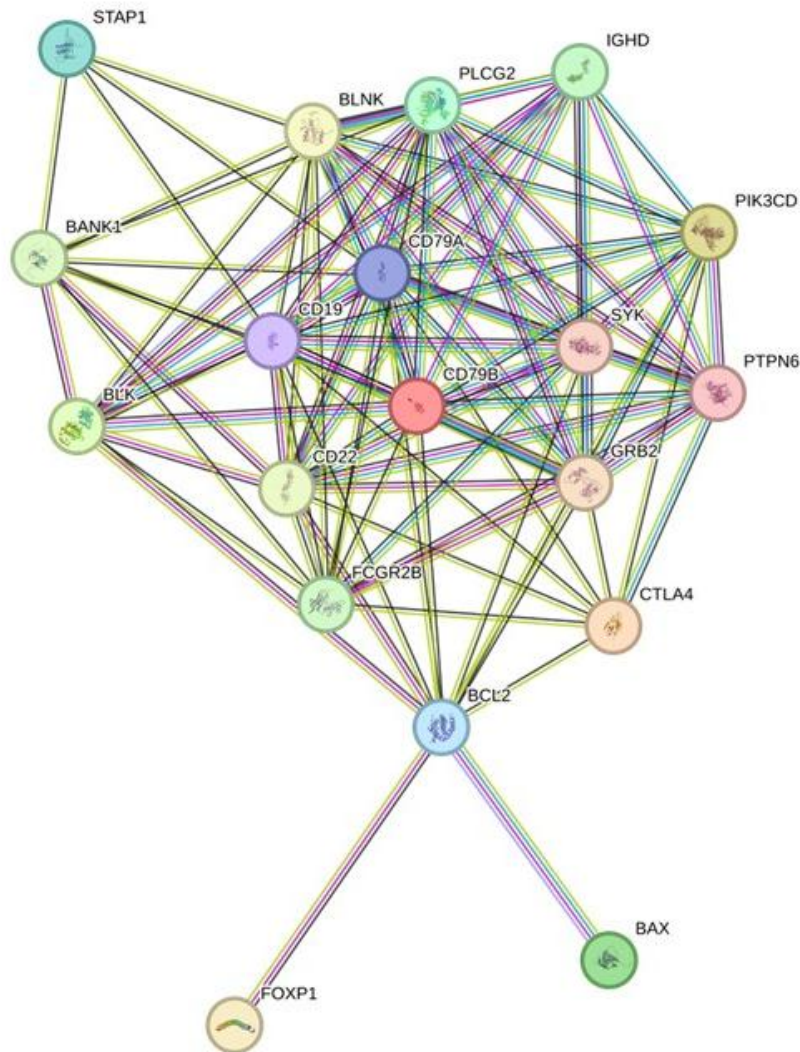 STAP1
IGHD
PLCG2
BLNK
PIK3CD
BANK1
CD79A
CD19
SYK
PTPN6
CD79B
BLK
GRB2
CD22
FCGR2B
CTLA4
BCL2
BAX
FOXP1